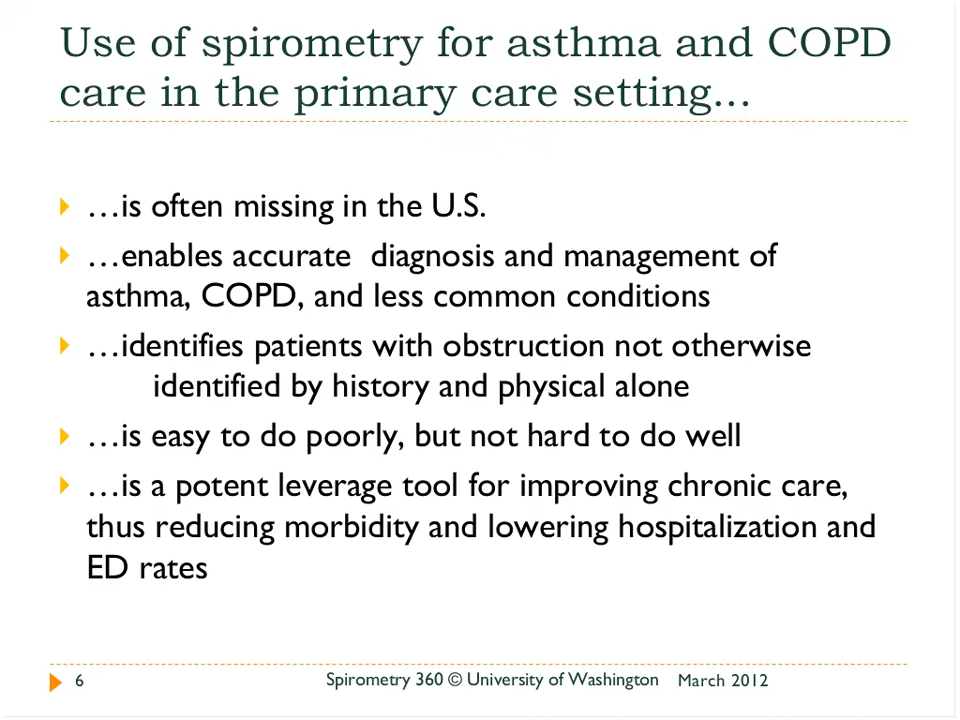 Use of spirometry for asthma and COPD
care in the primary care setting...
…is often missing in the U.S.
…enables accurate  diagnosis and management of
asthma, COPD, and less common conditions
…identifies patients with obstruction not otherwise
identified by history and physical alone
…is easy to do poorly, but not hard to do well
…is a potent leverage tool for improving chronic care,
thus reducing morbidity and lowering hospitalization and
ED rates
6 Spirometry 360 © University of Washington March 2012